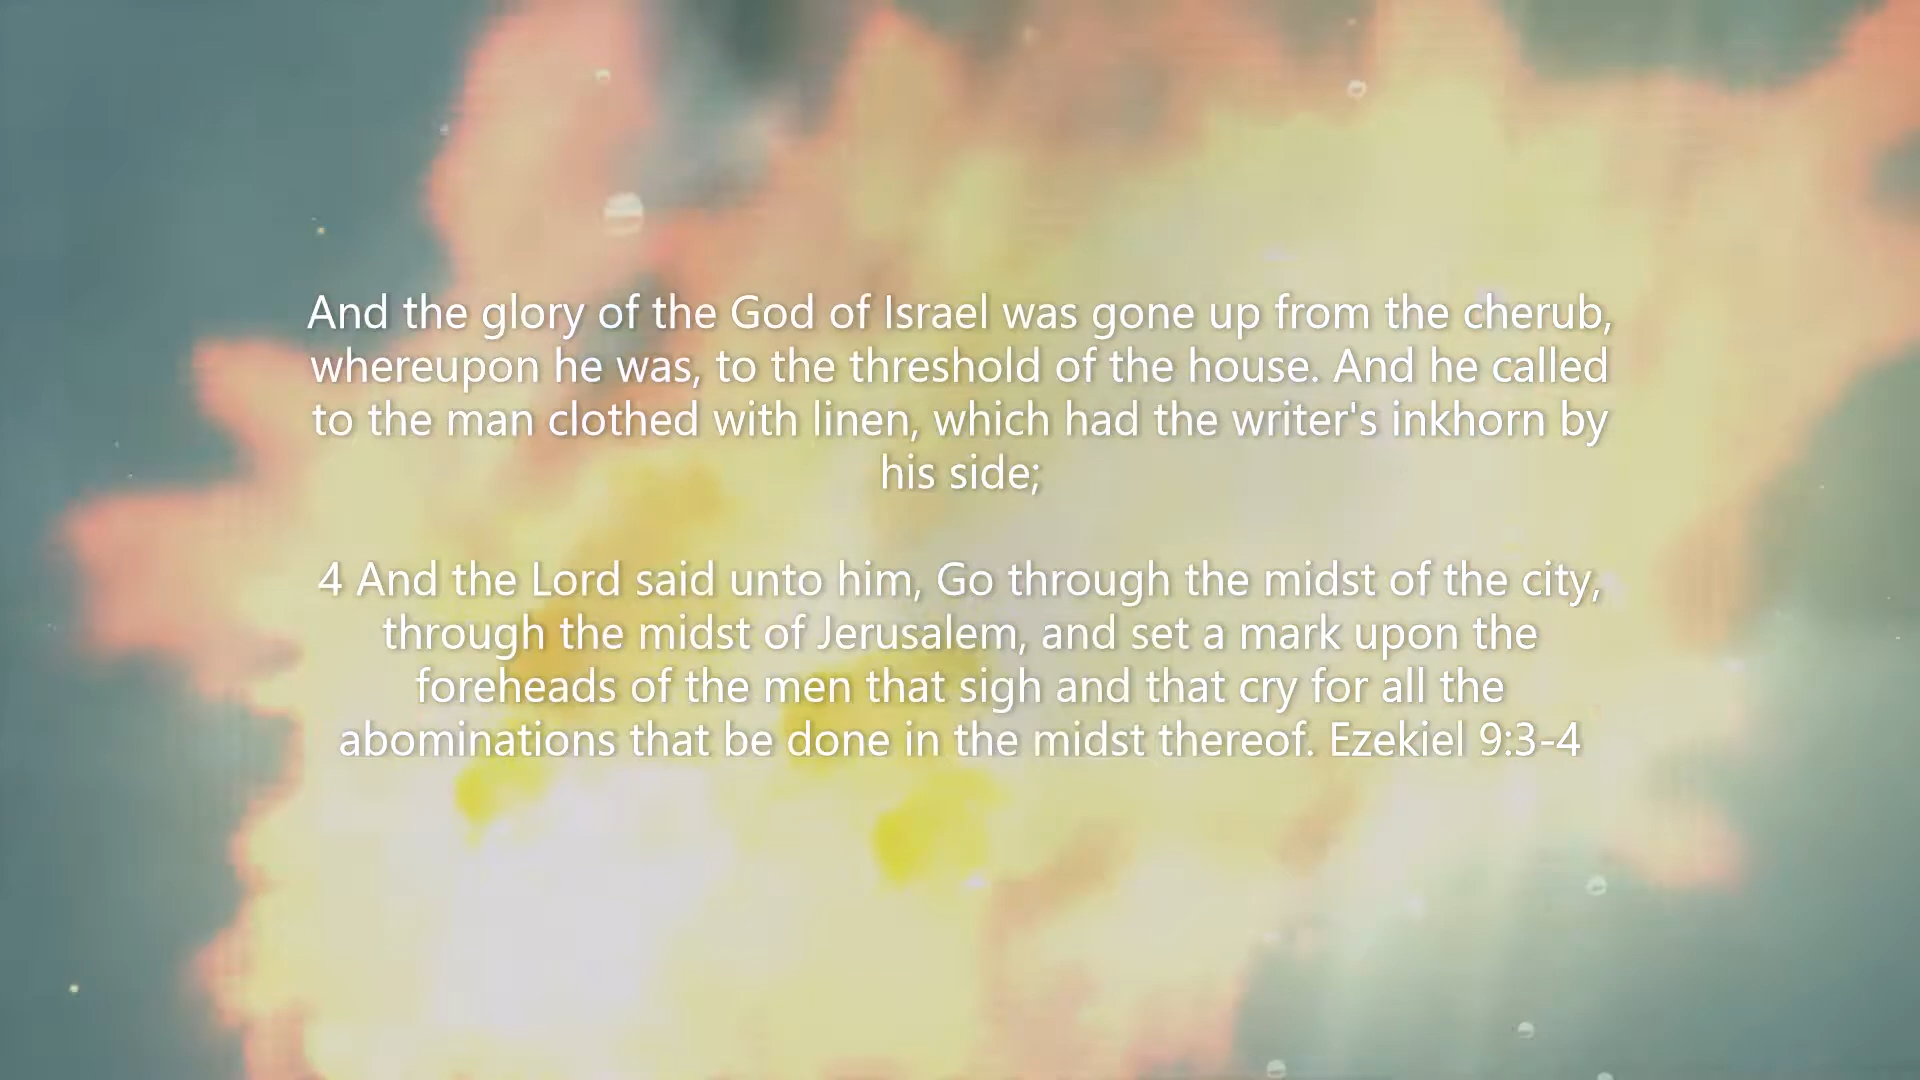 And the glory of the God of Israel was gone up from the cherub,
whereupon he was, to the threshold of the house. And he called
to the man clothed with linen, which had the writer's inkhorn by
his side;
4 And the Lord said unto him, Go through the midst of the city,
through the midst of Jerusalem, and set a mark upon the
foreheads of the men that sigh and that cry for all the
abominations that be done in the midst thereof. Ezekiel 9:3-4